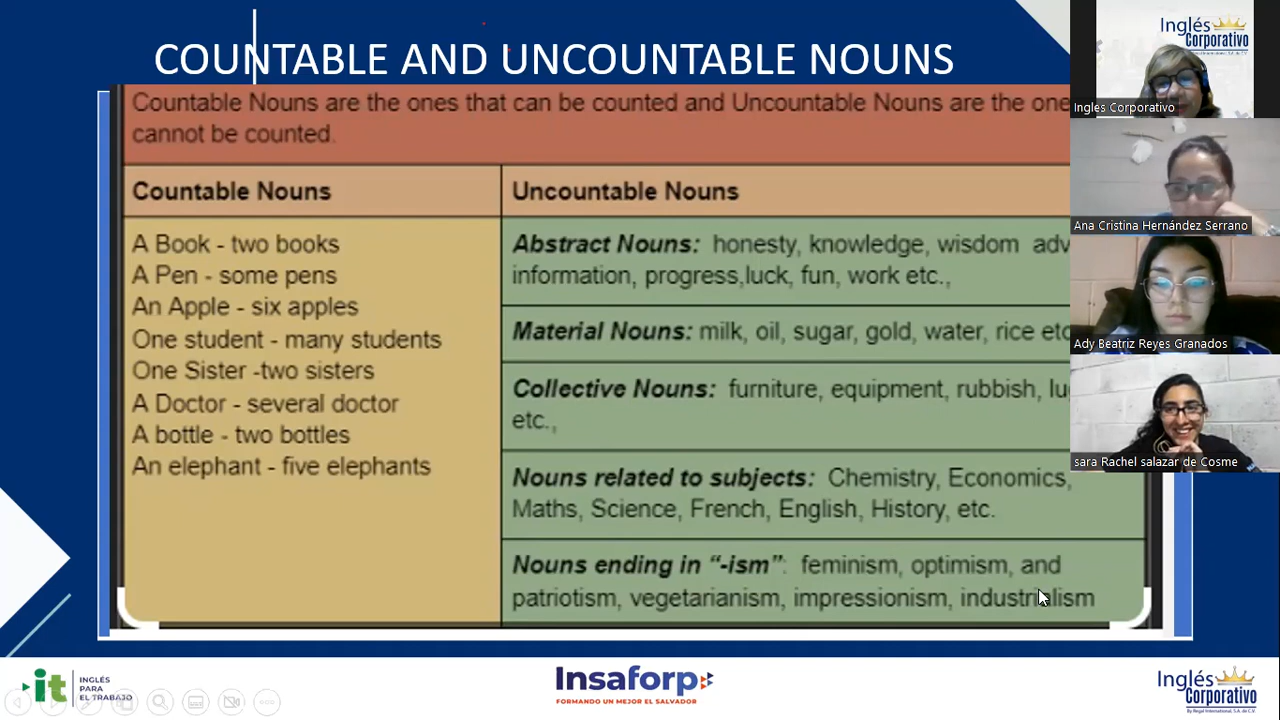 COUNTABLE AND UNCOUNTABLE NOUNS
Countable Nouns are the ones that can be counted and Uncountable Nouns are the one
cannot be counted.
Countable Nouns
A Book - two books
A Pen - some pens
An Apple - six apples
One student - many students
One Sister -two sisters
A Doctor - several doctor
A bottle - two bottles
An elephant - five elephants
Uncountable Nouns
Abstract Nouns: honesty, knowledge, wisdom adv
information, progress,luck, fun, work etc.,
Material Nouns: milk, oil, sugar, gold, water, rice etc
Collective Nouns: furniture, equipment, rubbish, lu
etc.,
Nouns related to subjects: Chemistry, Economics,
Maths, Science, French, English, History, etc.
Nouns ending in “-ism”: feminism, optimism, and
patriotism, vegetarianism, impressionism, industrialism
Inglés
Corporativo
Ingles Corporativo
Ana Cristina Hernández Serrano
Ady Beatriz Reyes Granados
sara Rachel salazar de Cosme
it
INGLÉS
PARA
EL TRABAJO
Insaforp
FORMANDO UN MEJOR EL SALVADOR
Inglés
Corporativo
By Regal International, S.A. de C.V.